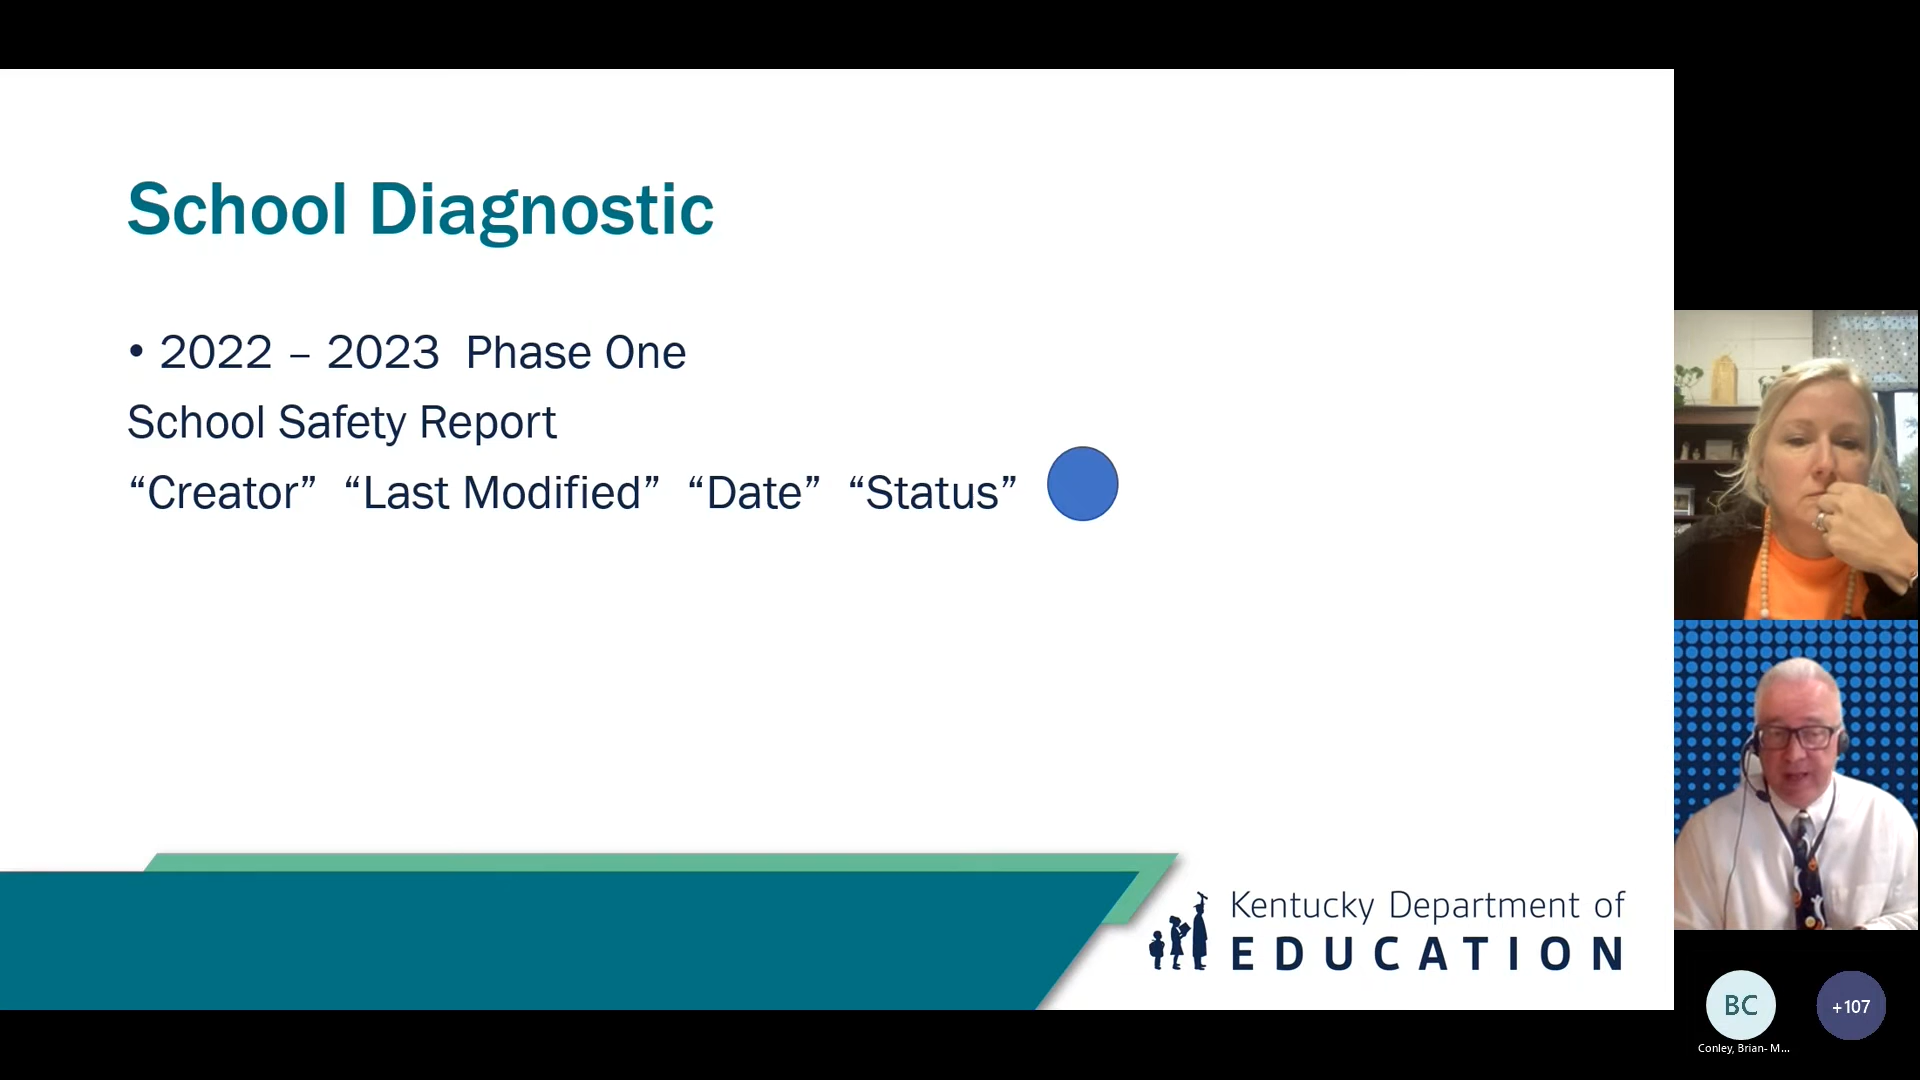 School Diagnostic
• 2022 – 2023  Phase One
School Safety Report
“Creator”  “Last Modified”  “Date”  “Status”
Kentucky Department of
EDUCATION
BC
+107
Conley, Brian- M...